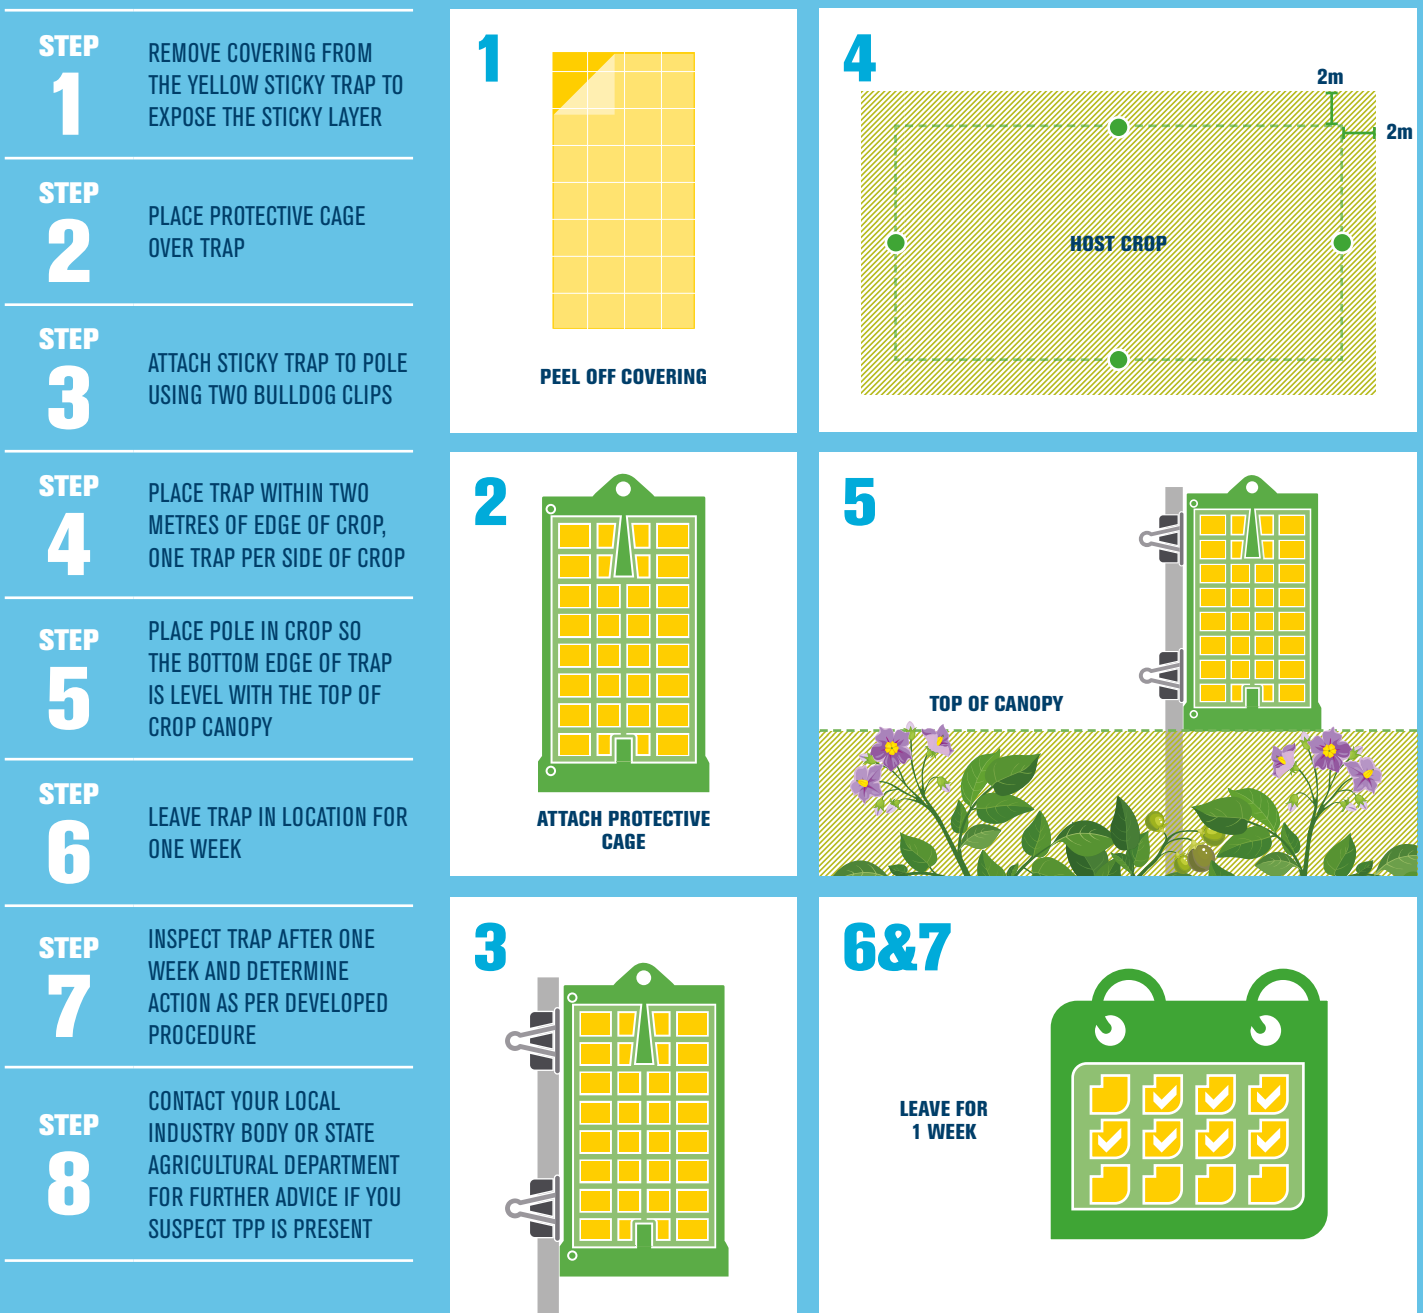 STEP
1
REMOVE COVERING FROM
THE YELLOW STICKY TRAP TO
EXPOSE THE STICKY LAYER
STEP
2
PLACE PROTECTIVE CAGE
OVER TRAP
STEP
3
ATTACH STICKY TRAP TO POLE
USING TWO BULLDOG CLIPS
STEP
4
PLACE TRAP WITHIN TWO
METRES OF EDGE OF CROP,
ONE TRAP PER SIDE OF CROP
STEP
5
PLACE POLE IN CROP SO
THE BOTTOM EDGE OF TRAP
IS LEVEL WITH THE TOP OF
CROP CANOPY
STEP
6
LEAVE TRAP IN LOCATION FOR
ONE WEEK
STEP
7
INSPECT TRAP AFTER ONE
WEEK AND DETERMINE
ACTION AS PER DEVELOPED
PROCEDURE
STEP
8
CONTACT YOUR LOCAL
INDUSTRY BODY OR STATE
AGRICULTURAL DEPARTMENT
FOR FURTHER ADVICE IF YOU
SUSPECT TPP IS PRESENT
1
PEEL OFF COVERING
2
ATTACH PROTECTIVE
CAGE
3
4
2m
2m
HOST CROP
5
TOP OF CANOPY
6&7
LEAVE FOR
1 WEEK